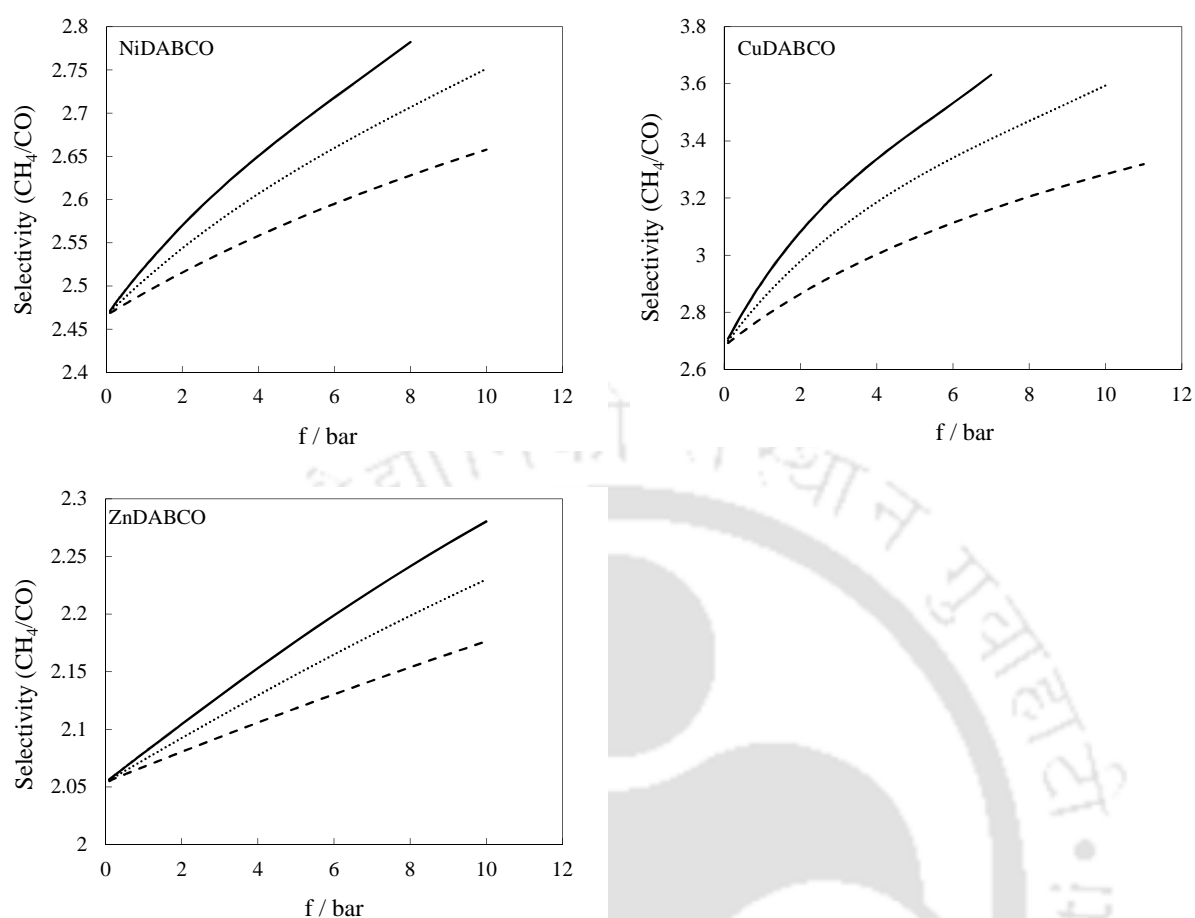 NiDABCO
Selectivity (CH₄/CO)
2.8
2.75
2.7
2.65
2.6
2.55
2.5
2.45
2.4
0 2 4 6 8 10 12
f / bar
CuDABCO
Selectivity (CH₄/CO)
3.8
3.6
3.4
3.2
3
2.8
2.6
0 2 4 6 8 10 12
f / bar
ZnDABCO
Selectivity (CH₄/CO)
2.3
2.25
2.2
2.15
2.1
2.05
2
0 2 4 6 8 10 12
f / bar